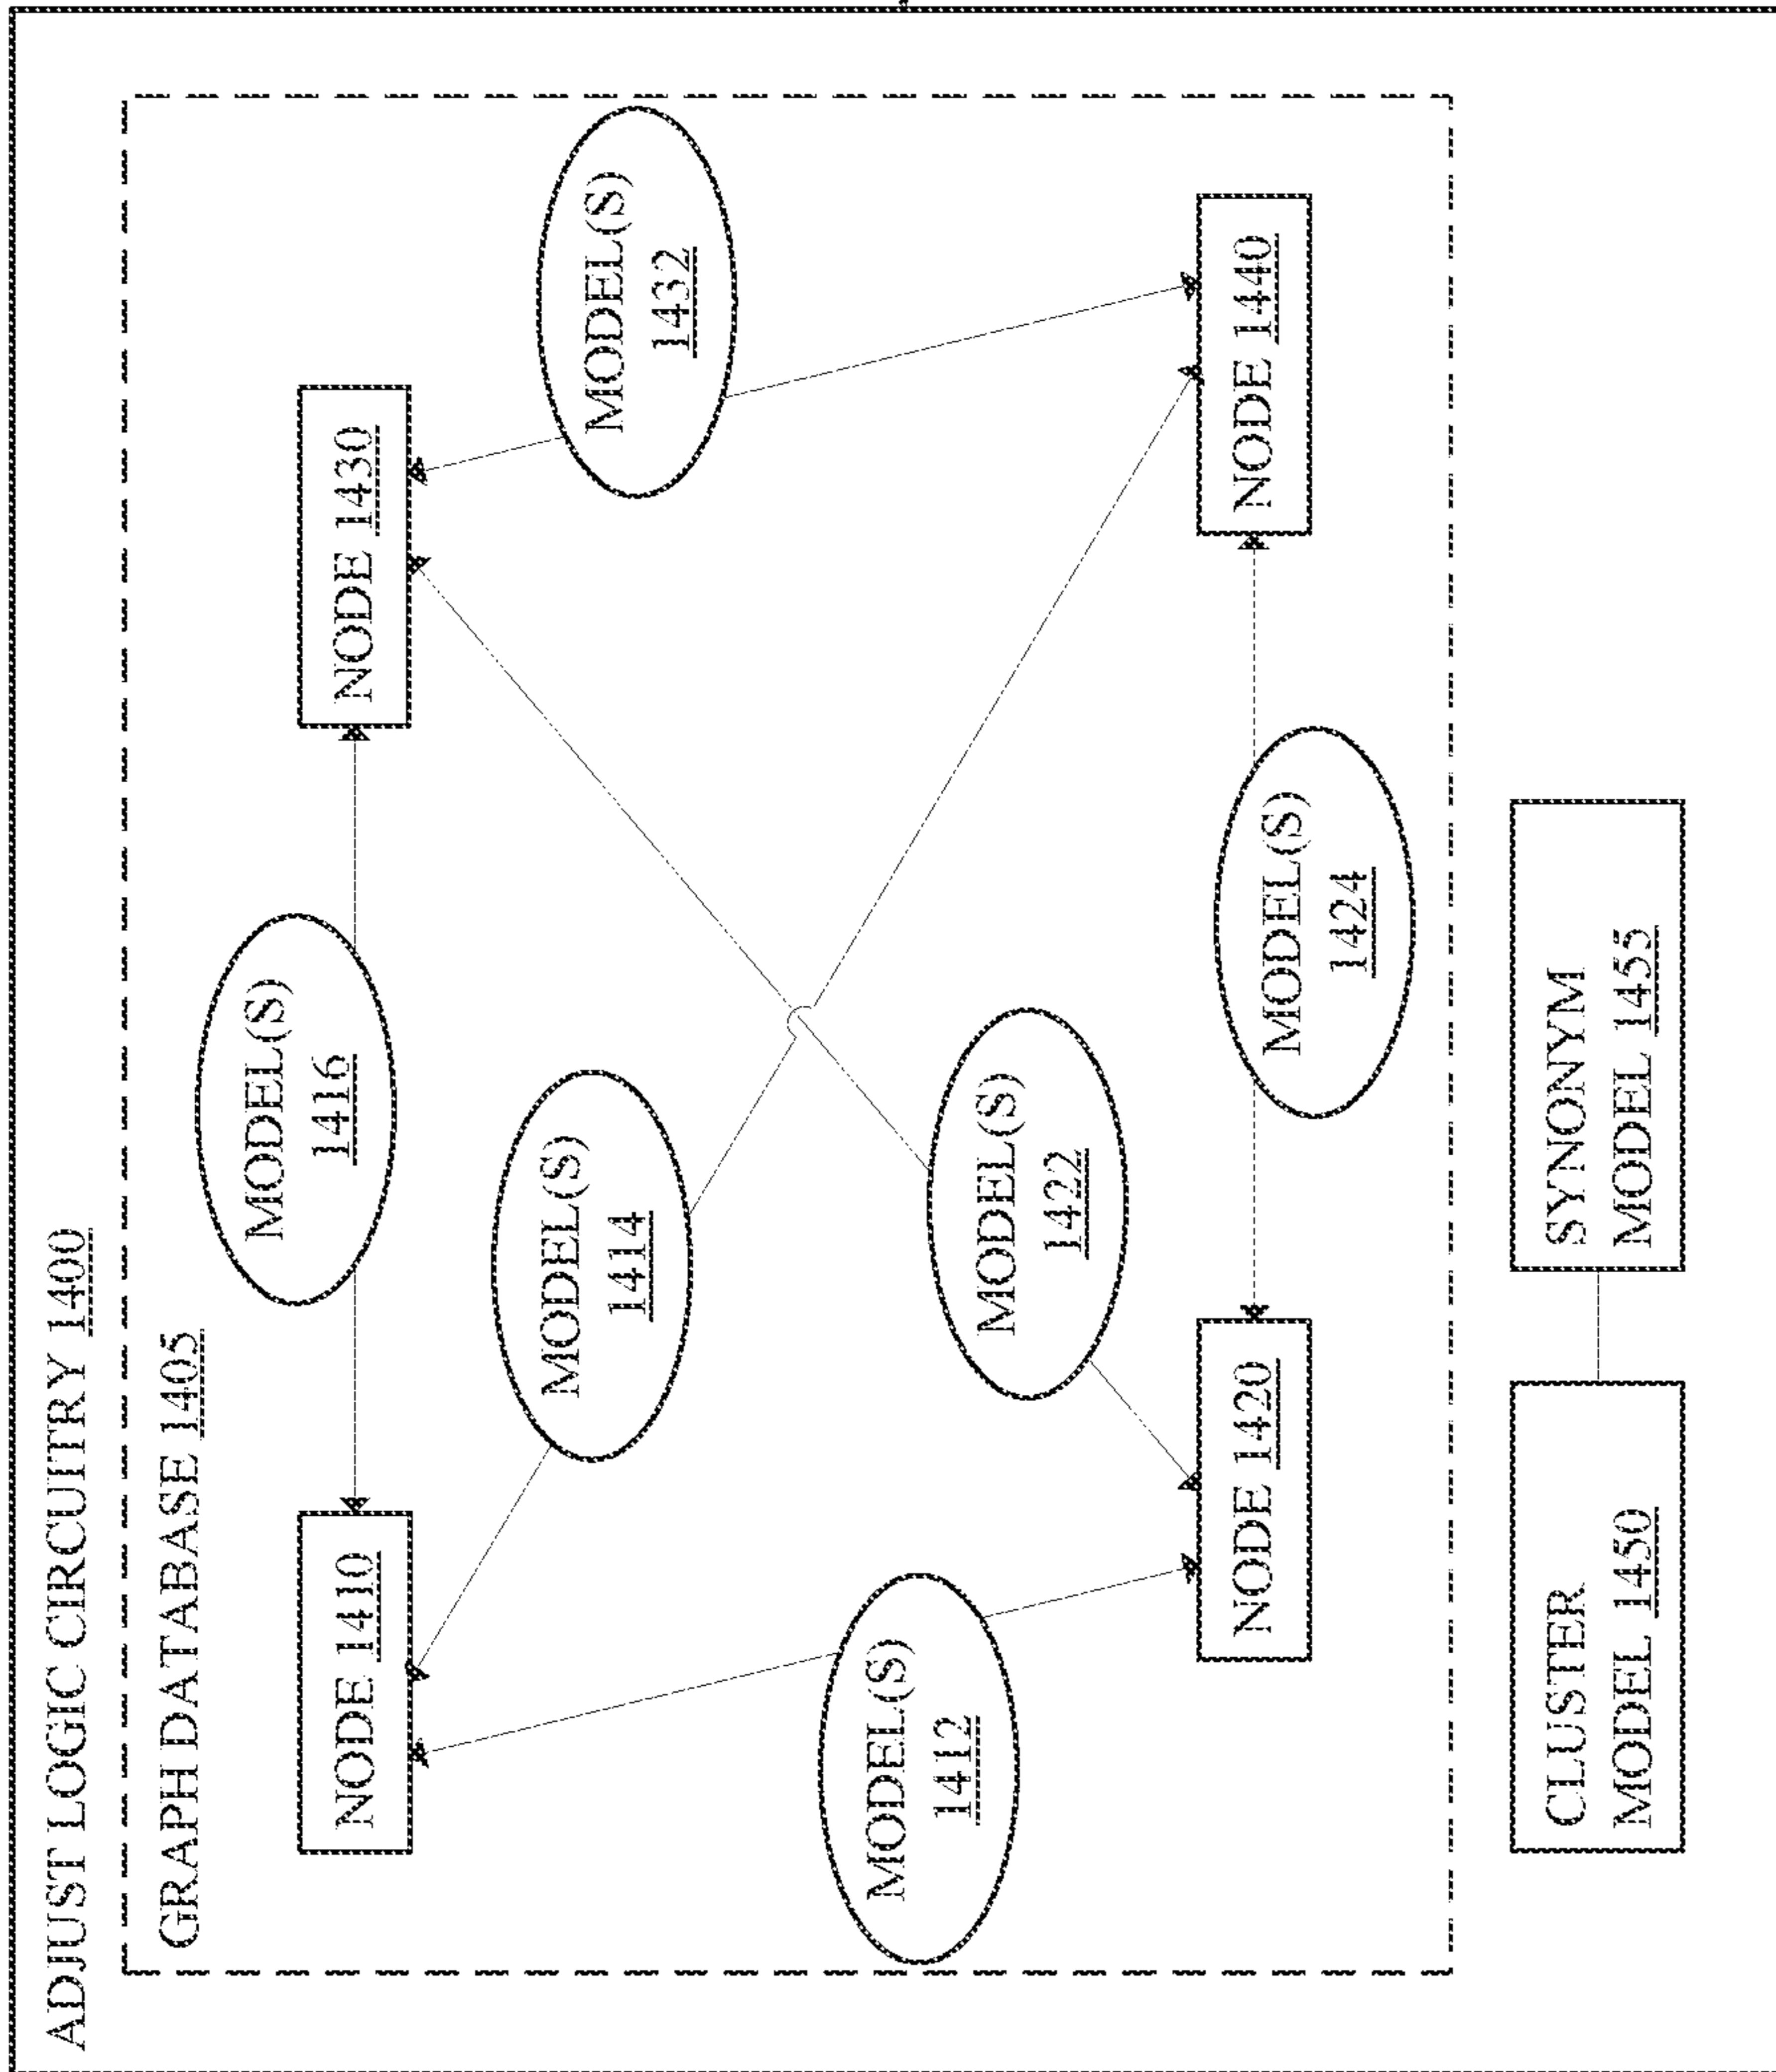 ADJUST LOGIC CIRCUITRY 1400
GRAPH DATABASE 1405
NODE 1410
MODEL(S)
1416
NODE 1430
MODEL(S)
1414
MODEL(S)
1432
MODEL(S)
1412
MODEL(S)
1422
NODE 1420
MODEL(S)
1424
NODE 1440
CLUSTER
MODEL 1450
SYNONYM
MODEL 1455